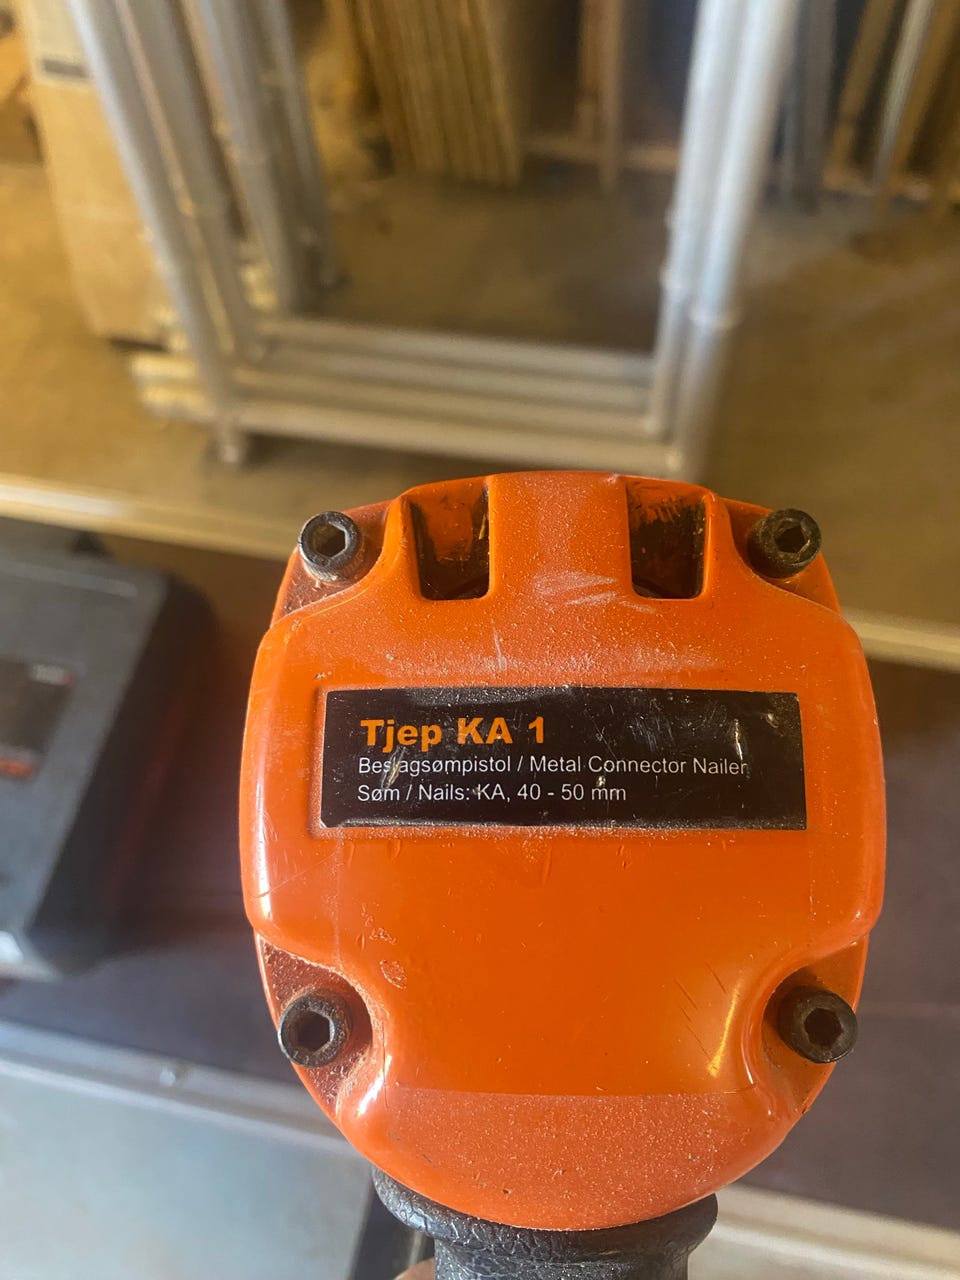 Tjep KA 1
Beslagsømpistol / Metal Connector Nailer
Søm / Nails: KA, 40 - 50 mm